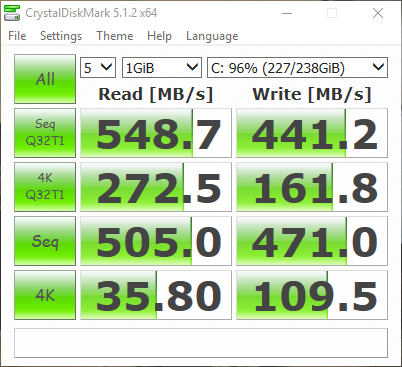 CrystalDiskMark 5.1.2 x64
File Settings Theme Help Language
All 5 1GiB C: 96% (227/238GiB)
Read [MB/s] Write [MB/s]
Seq
Q32T1 548.7 441.2
4K
Q32T1 272.5 161.8
Seq 505.0 471.0
4K 35.80 109.5